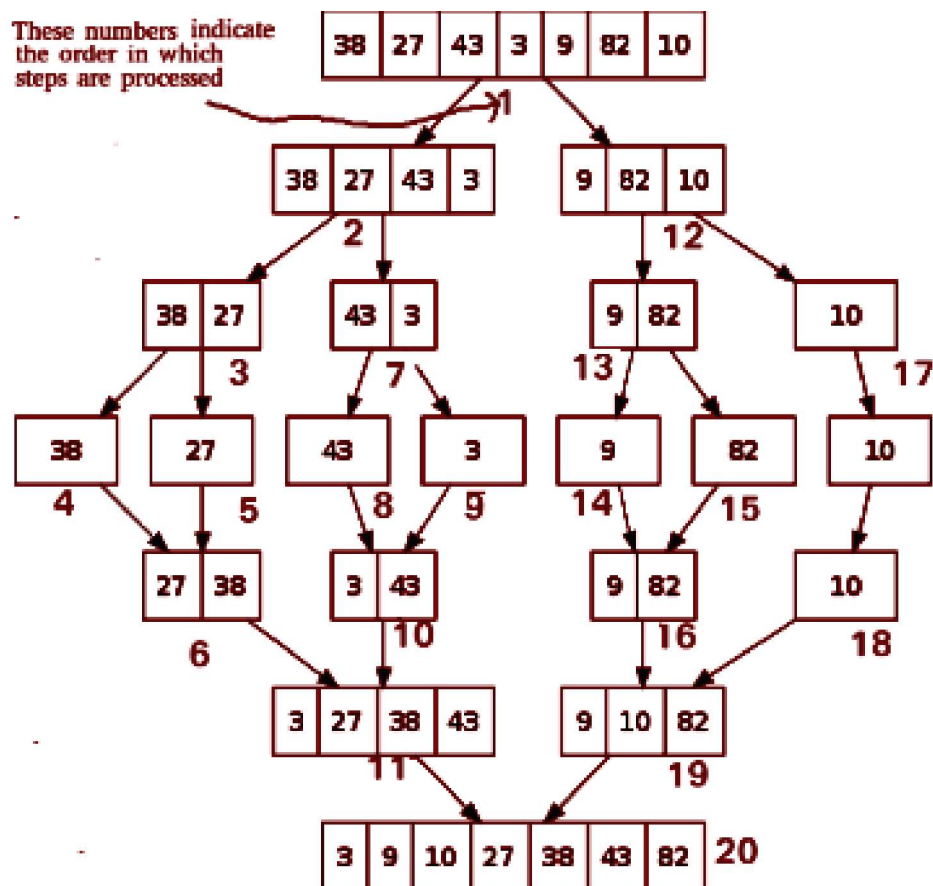 These numbers indicate
the order in which
steps are processed
38 27 43 3 9 82 10
1
38 27 43 3 9 82 10
2 12
38 27 43 3 9 82 10
3 7 13 17
38 27 43 3 9 82 10
4 5 8 9 14 15
27 38 3 43 9 82 10
6 10 16 18
3 27 38 43 9 10 82
11 19
3 9 10 27 38 43 82 20